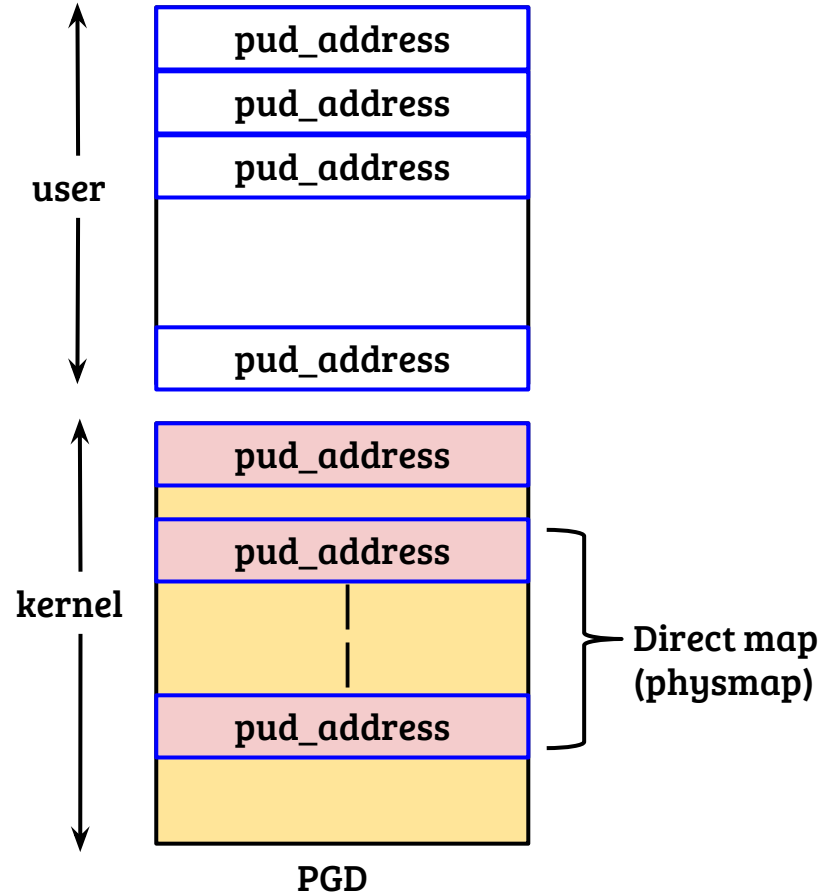 pud_address
pud_address
pud_address
user
pud_address
pud_address
pud_address
kernel
Direct map
(physmap)
pud_address
PGD